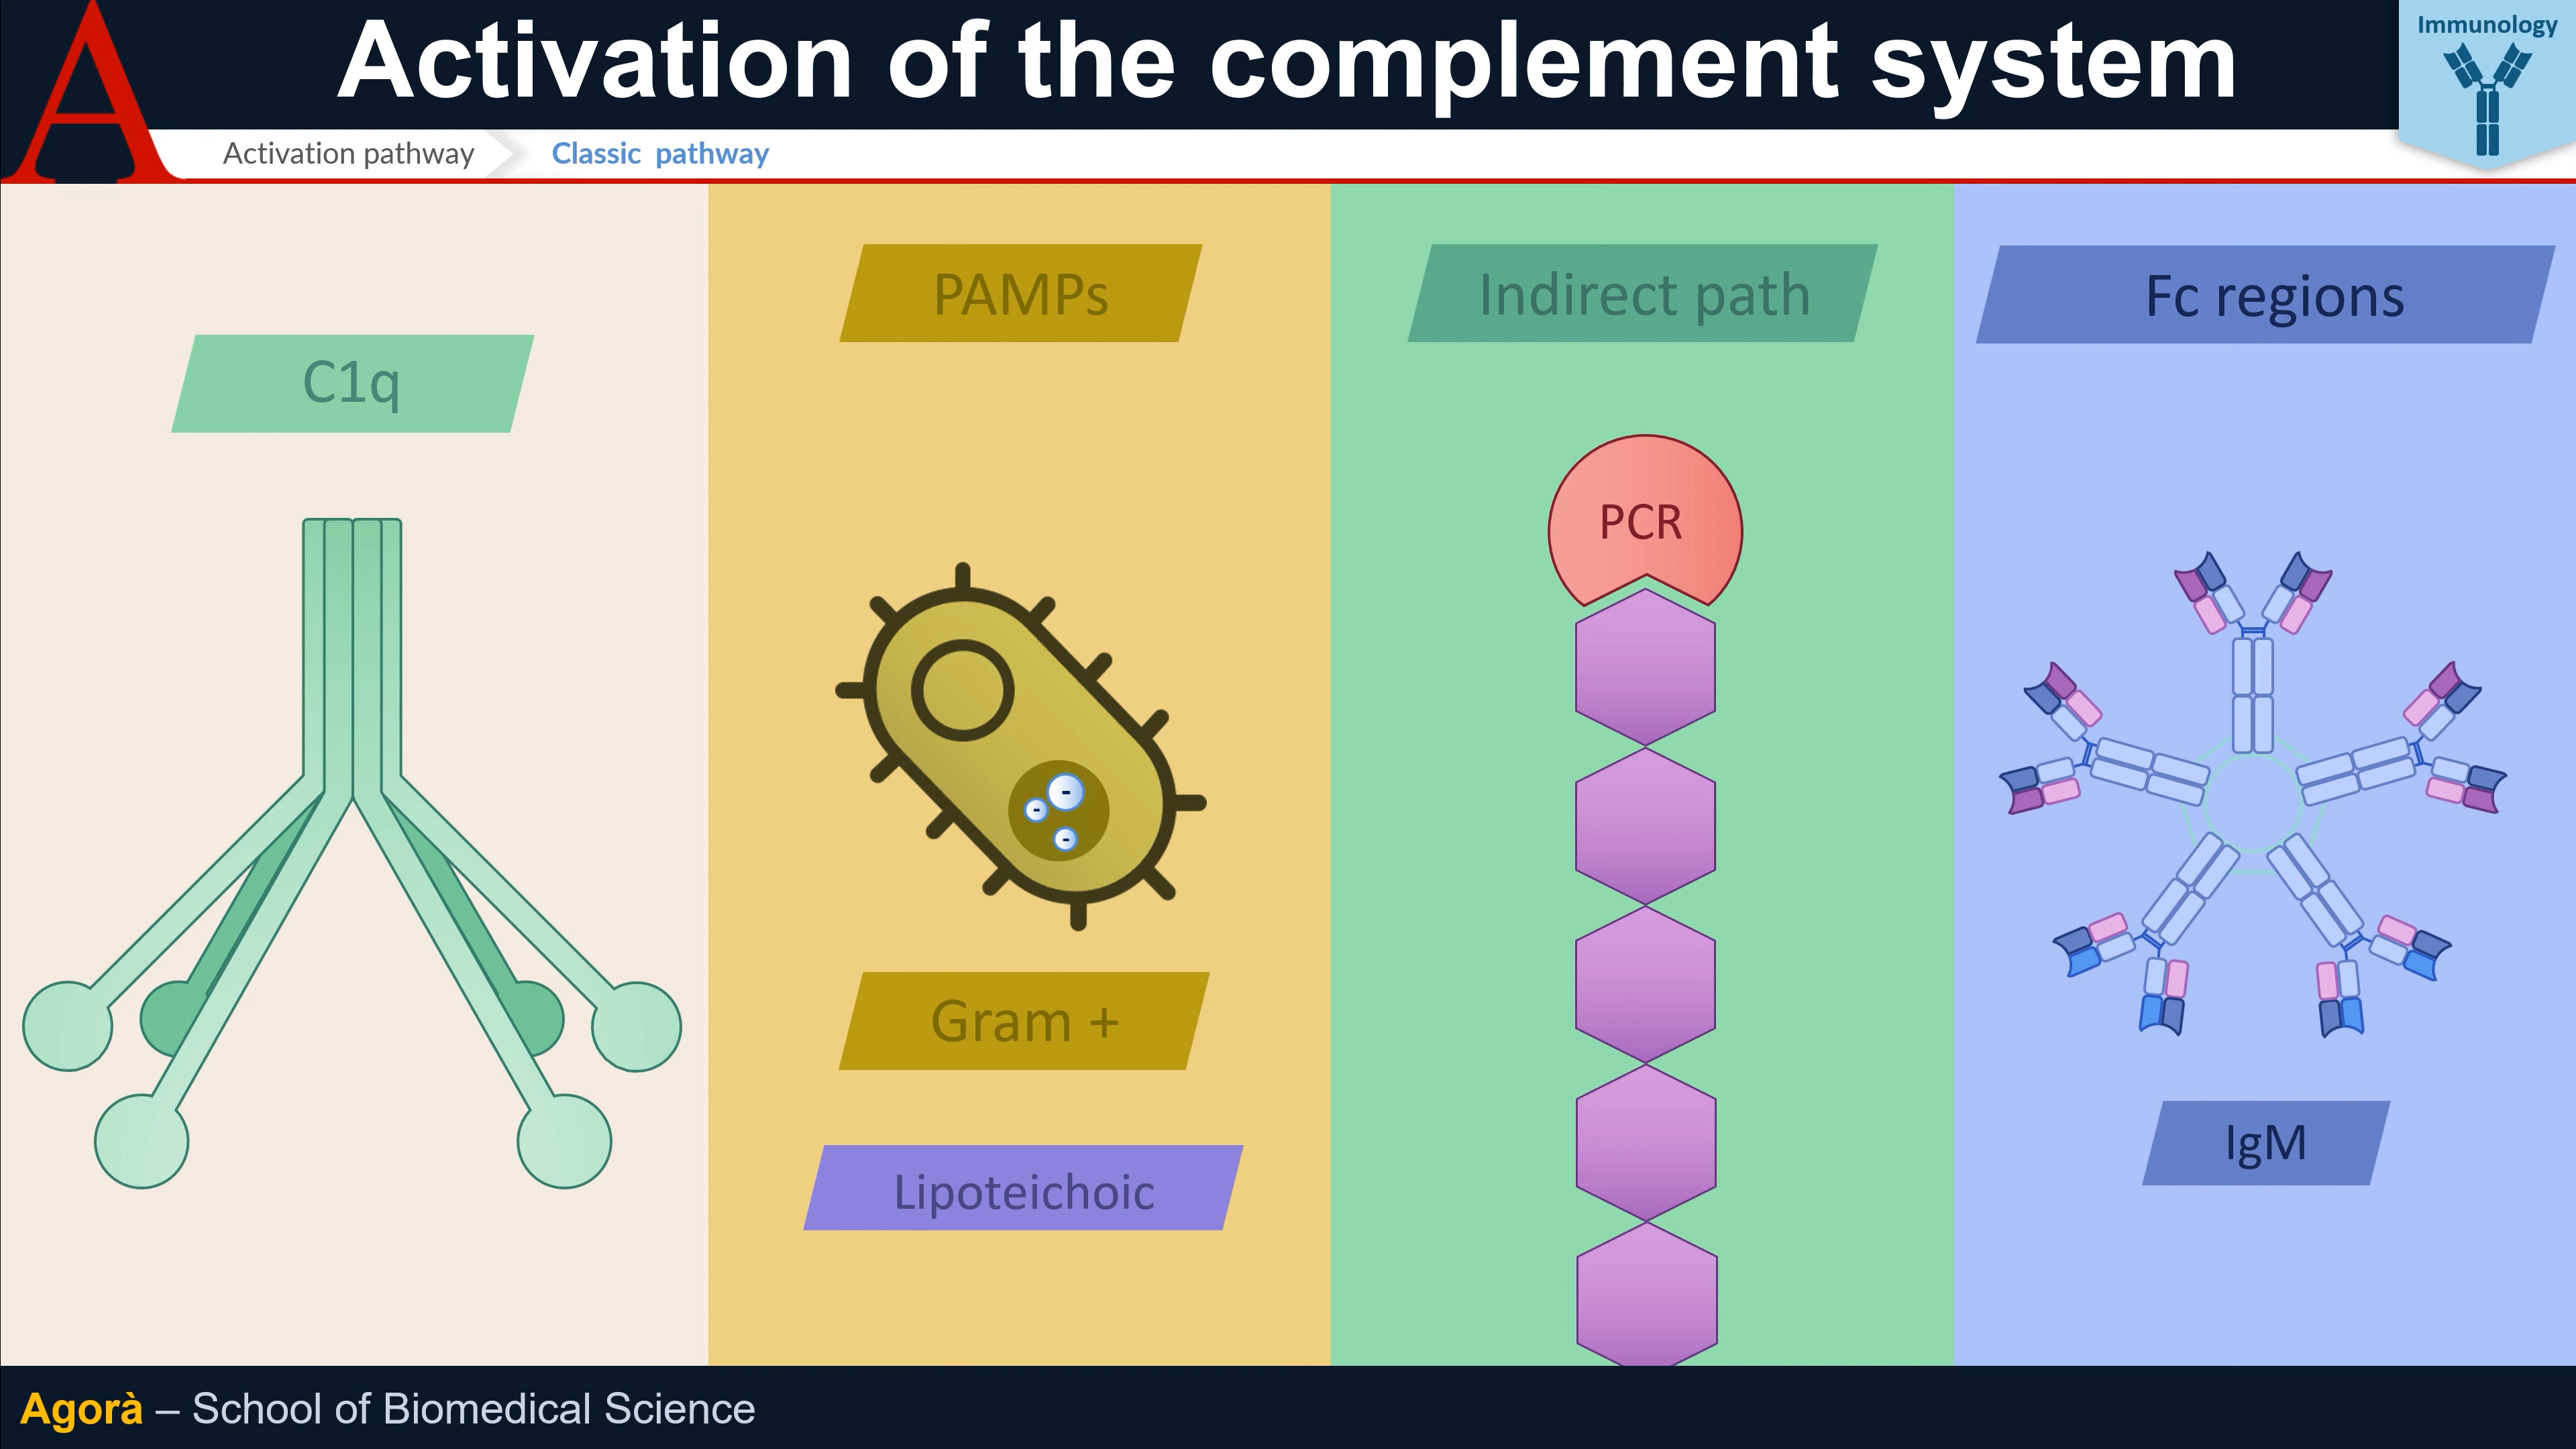 A
Activation of the complement system
Immunology
Activation pathway
Classic pathway
C1q
PAMPs
-
-
-
Gram +
Lipoteichoic
Indirect path
PCR
Fc regions
IgM
Agorà – School of Biomedical Science